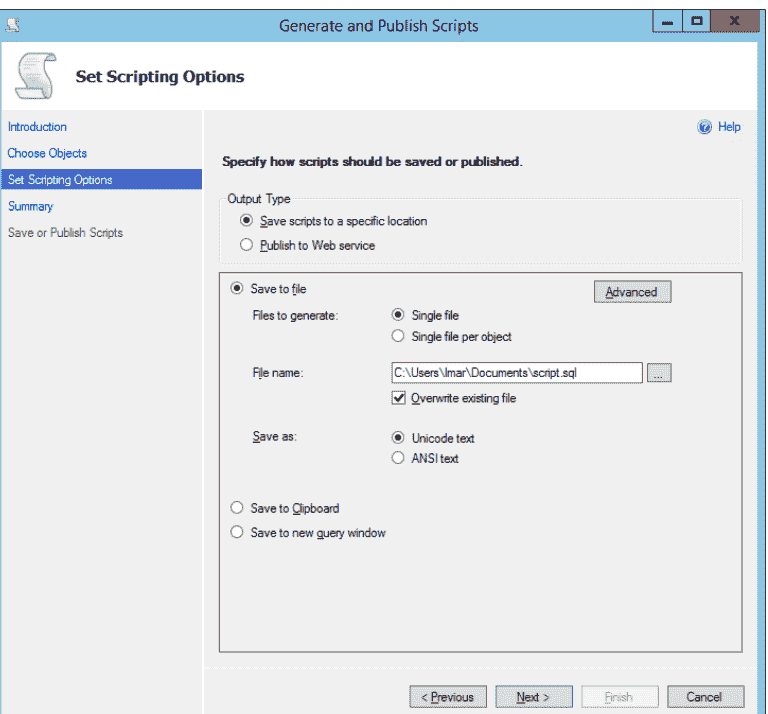 Generate and Publish Scripts
x
Set Scripting Options
Introduction
Choose Objects
Set Scripting Options
Summary
Save or Publish Scripts
Help
Specify how scripts should be saved or published.
Output Type
Save scripts to a specific location
Publish to Web service
Save to file
Advanced
Files to generate:
Single file
Single file per object
File name:
C:\Users\Imar\Documents\script.sql
...
Overwrite existing file
Save as:
Unicode text
ANSI text
Save to Clipboard
Save to new query window
< Previous
Next >
Finish
Cancel